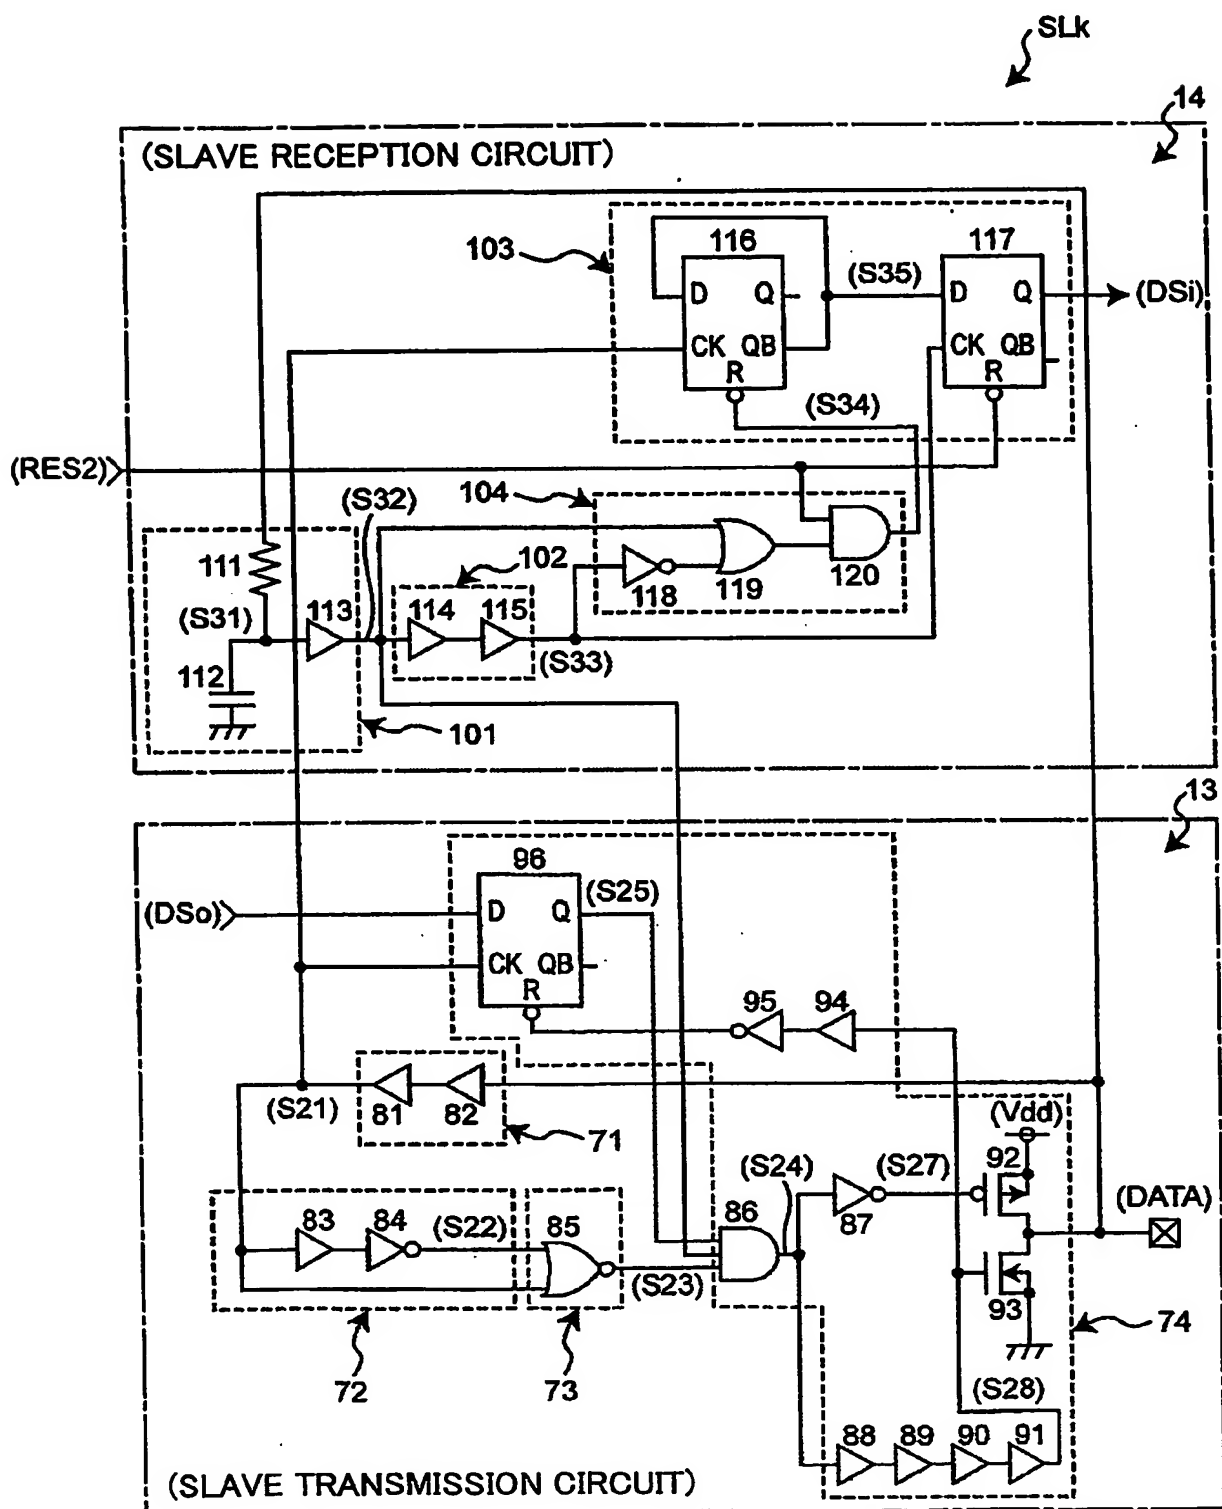 SLk
14
(SLAVE RECEPTION CIRCUIT)
103
116
117
D Q
(S35)
D Q
(DSi)
CK QB
CK QB
R
R
(S34)
(RES2)
104
(S32)
111
102
118
119
120
(S31)
113
114
115
(S33)
112
101
13
96
(S25)
(DSo)
D Q
CK QB
R
95
94
(S21)
81
82
71
(Vdd)
92
(S24)
(S27)
(DATA)
83
84
(S22)
85
86
87
(S23)
93
74
72
73
(S28)
88
89
90
91
(SLAVE TRANSMISSION CIRCUIT)